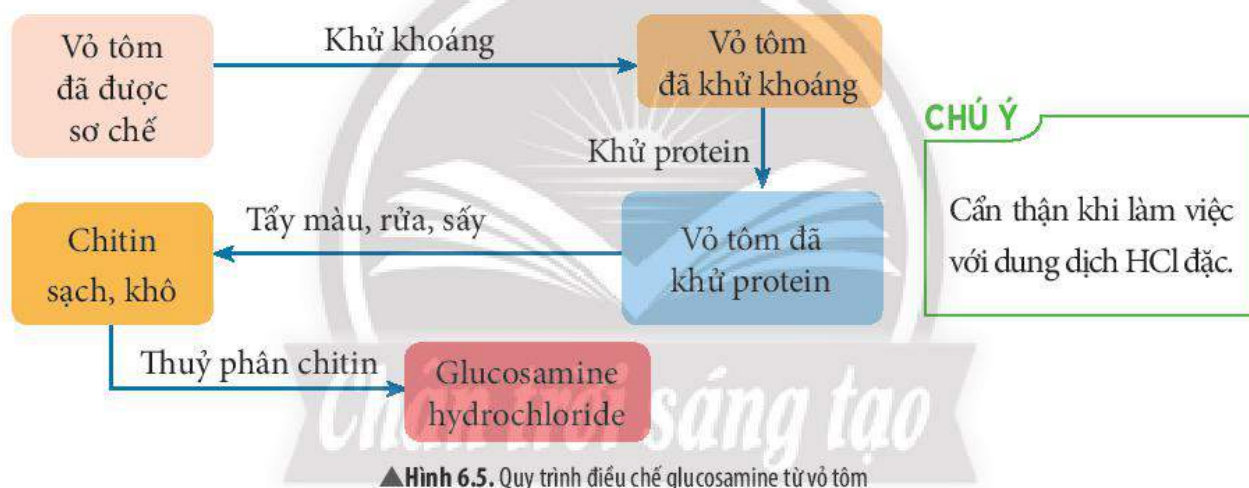 Vỏ tôm
đã được
sơ chế
Khử khoáng
Vỏ tôm
đã khử khoáng
Khử protein
CHÚ Ý
Cẩn thận khi làm việc
với dung dịch HCl đặc.
Vỏ tôm đã
khử protein
Tẩy màu, rửa, sấy
Chitin
sạch, khô
Thuỷ phân chitin
Glucosamine
hydrochloride
Chân trời sáng tạo
▲Hình 6.5. Quy trình điều chế glucosamine từ vỏ tôm